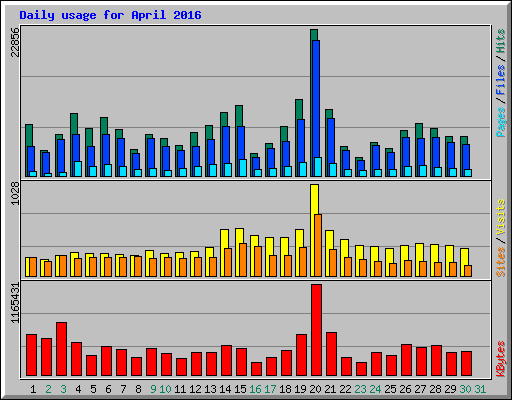 Daily usage for April 2016
22856
Pages/Files/Hits
1028
Sites/Visits
1165431
KBytes
1 2 3 4 5 6 7 8 9 10 11 12 13 14 15 16 17 18 19 20 21 22 23 24 25 26 27 28 29 30 31